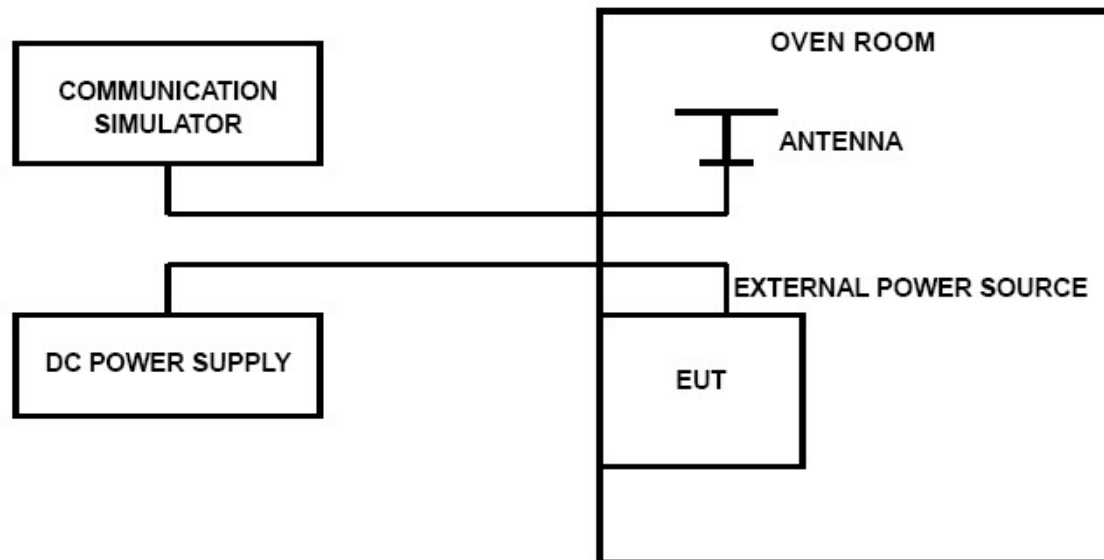 OVEN ROOM
COMMUNICATION
SIMULATOR
ANTENNA
EXTERNAL POWER SOURCE
DC POWER SUPPLY
EUT